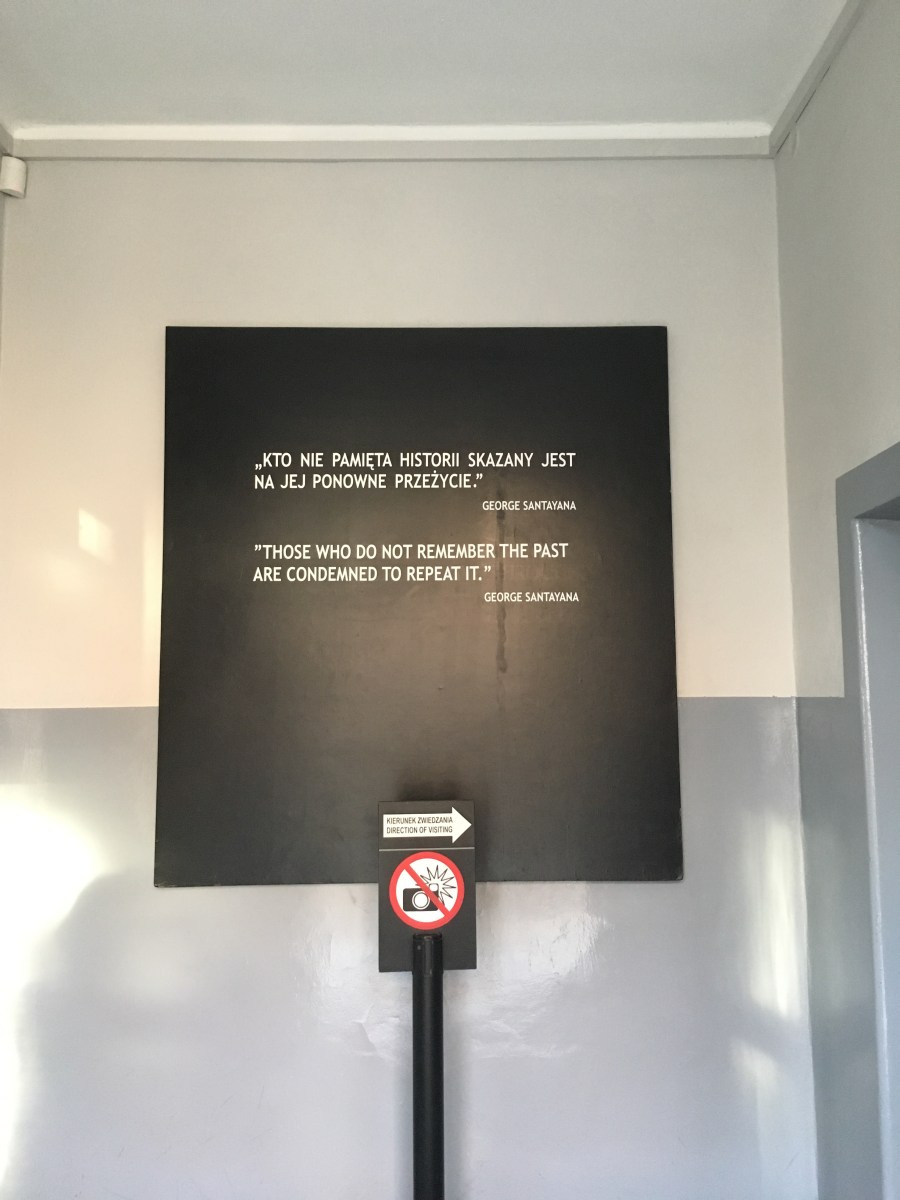 „KTO NIE PAMIĘTA HISTORII SKAZANY JEST
NA JEJ PONOWNE PRZEŻYCIE.”
GEORGE SANTAYANA
”THOSE WHO DO NOT REMEMBER THE PAST
ARE CONDEMNED TO REPEAT IT.”
GEORGE SANTAYANA
KIERUNEK ZWIEDZANIA
DIRECTION OF VISITING